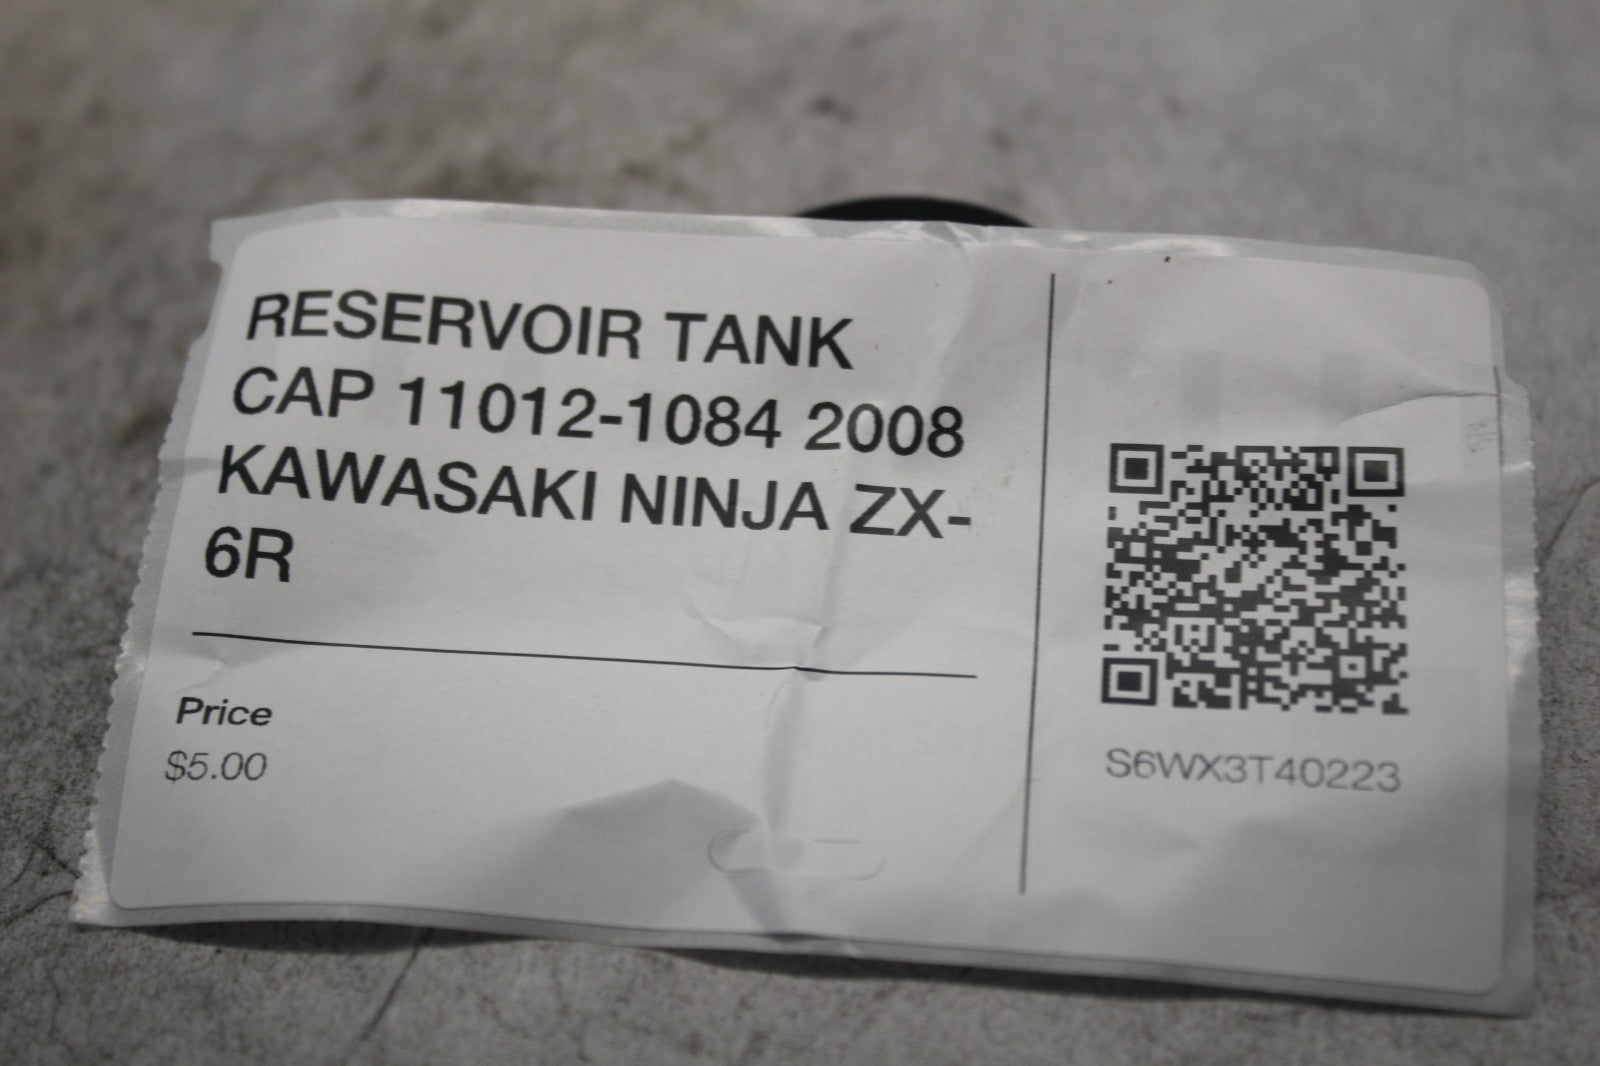 RESERVOIR TANK
CAP 11012-1084 2008
KAWASAKI NINJA ZX-
6R
Price
$5.00
S6WX3T40223